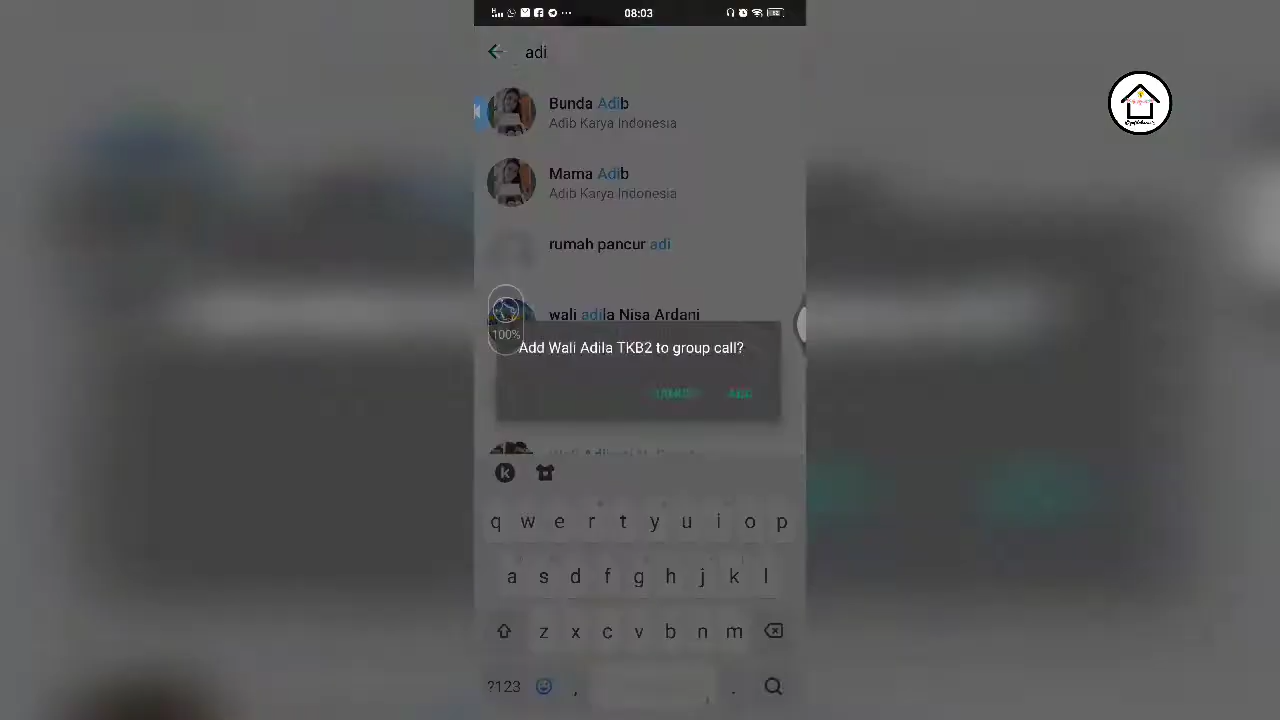 08:03
adi
Bunda Adib
Adib Karya Indonesia
Mama Adib
Adib Karya Indonesia
rumah pancur adi
wali adila Nisa Ardani
100%
Add Wali Adila TKB2 to group call?
ADD
q w e r t y u i o p
a s d f g h j k l
z x c v b n m
?123 , .